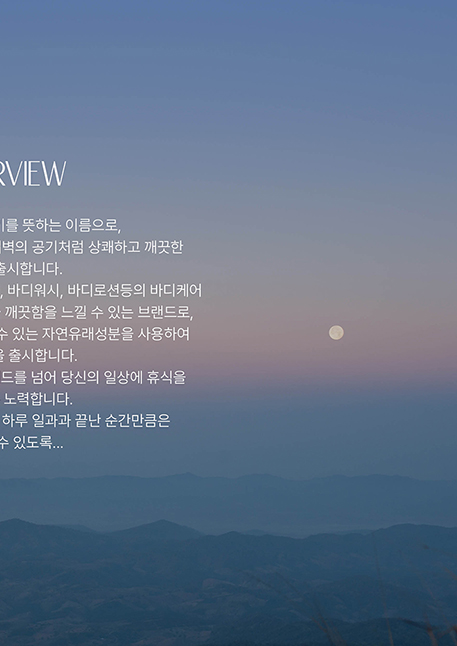 RVIEW
를 뜻하는 이름으로,
벽의 공기처럼 상쾌하고 깨끗한
출시합니다.
, 바디워시, 바디로션등의 바디케어
깨끗함을 느낄 수 있는 브랜드로,
수 있는 자연유래성분을 사용하여
출시합니다.
드를 넘어 당신의 일상에 휴식을
노력합니다.
하루 일과과 끝난 순간만큼은
수 있도록...